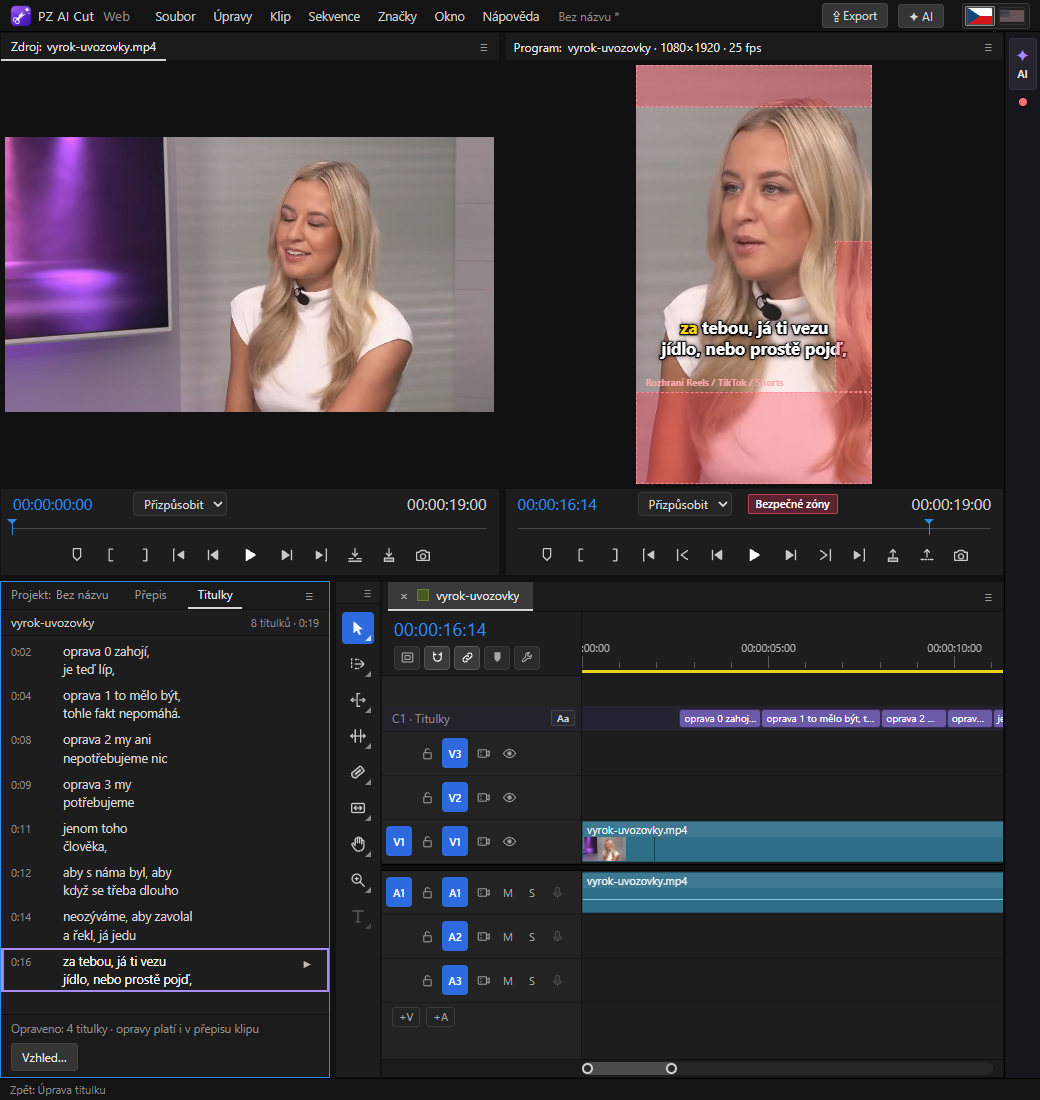 PZ AI Cut Web Soubor Úpravy Klip Sekvence Značky Okno Nápověda Bez názvu * Export AI
Zdroj: vyrok-uvozovky.mp4
Program: vyrok-uvozovky · 1080×1920 · 25 fps
AI
za tebou, já ti vezu
jídlo, nebo prostě pojď,
Rozhraní Reels / TikTok / Shorts
00:00:00:00 Přizpůsobit 00:00:19:00
00:00:16:14 Přizpůsobit Bezpečné zóny 00:00:19:00
Projekt: Bez názvu Přepis Titulky
vyrok-uvozovky 8 titulků · 0:19
0:02 oprava 0 zahojí,
je teď líp,
0:04 oprava 1 to mělo být,
tohle fakt nepomáhá.
0:08 oprava 2 my ani
nepotřebujeme nic
0:09 oprava 3 my
potřebujeme
0:11 jenom toho
člověka,
0:12 aby s náma byl, aby
když se třeba dlouho
0:14 neozýváme, aby zavolal
a řekl, já jedu
0:16 za tebou, já ti vezu
jídlo, nebo prostě pojď,
Opraveno: 4 titulky · opravy platí i v přepisu klipu
Vzhled...
× vyrok-uvozovky
00:00:16:14
:00:00 00:00:05:00 00:00:10:00
C1 · Titulky Aa
oprava 0 zahoj... oprava 1 to mělo být, t... oprava 2 ... oprav... je
V3
V2
V1 V1
vyrok-uvozovky.mp4
A1 A1 M S
vyrok-uvozovky.mp4
A2 M S
A3 M S
+V +A
Zpět: Úprava titulku